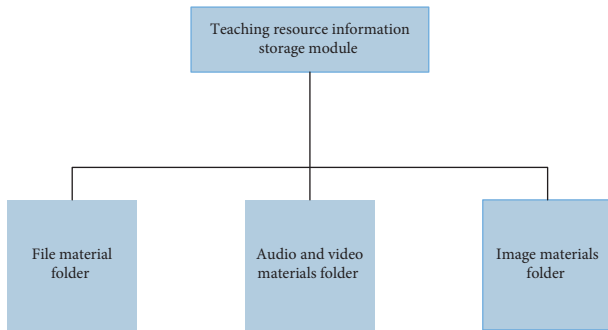 Teaching resource information
storage module
File material
folder
Audio and video
materials folder
Image materials
folder